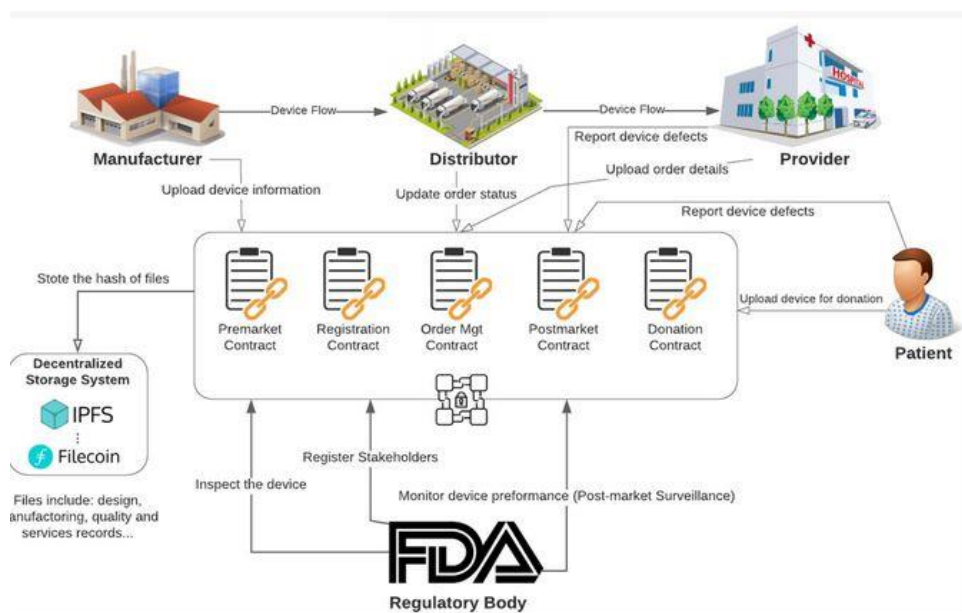 HOSPITAL
Device Flow
Device Flow
Manufacturer
Distributor
Provider
Report device defects
Upload device information
Update order status
Upload order details
Report device defects
Stote the hash of files
Premarket
Contract
Registration
Contract
Order Mgt
Contract
Postmarket
Contract
Donation
Contract
Upload device for donation
Patient
Decentralized
Storage System
IPFS
Filecoin
Files include: design,
anufactoring, quality and
services records...
Inspect the device
Register Stakeholders
Monitor device preformance (Post-market Surveillance)
FDA
Regulatory Body